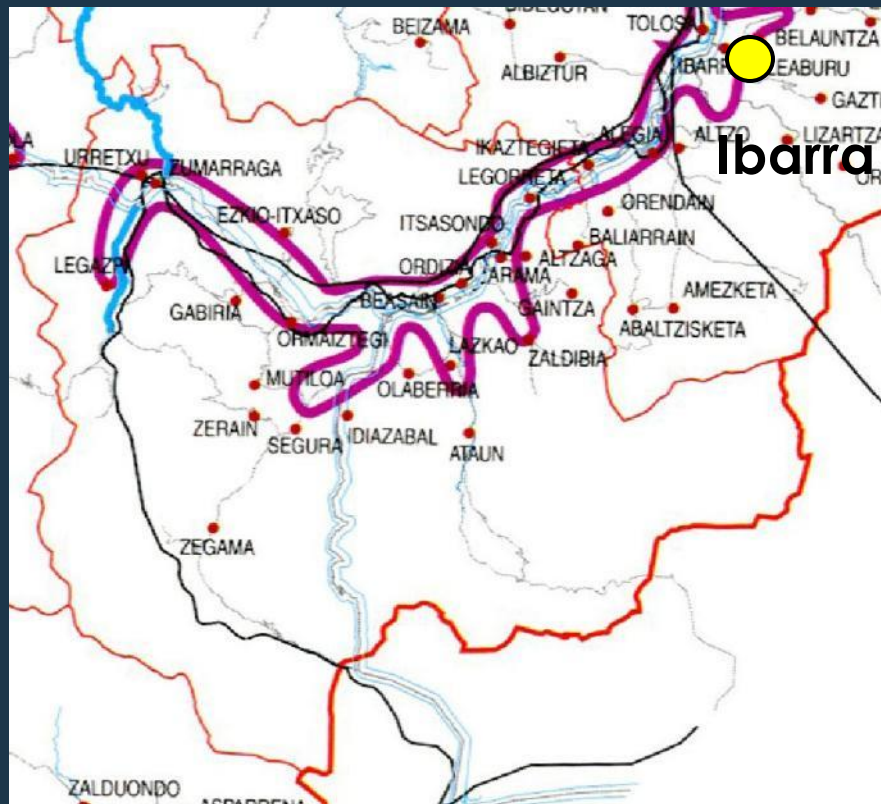 TOLOSA
BEIZAMA
BELAUNTZA
ALBIZTUR
IBARR
LEABURU
GAZT
ALEGIA
ALTZO
LIZARTZA
Ibarra
IKAZTEGIETA
URRETXU
ZUMARRAGA
LEGORRETA
ORENDAIN
EZKIO-ITXASO
ITSASONDO
BALIARRAIN
LEGAZPI
ORDIZIA
ARAMA
ALTZAGA
BEASAIN
GAINTZA
AMEZKETA
GABIRIA
ABALTZISKETA
ORMAIZTEGI
LAZKAO
ZALDIBIA
MUTILOA
OLABERRIA
ZERAIN
SEGURA
IDIAZABAL
ATAUN
ZEGAMA
ZALDUONDO